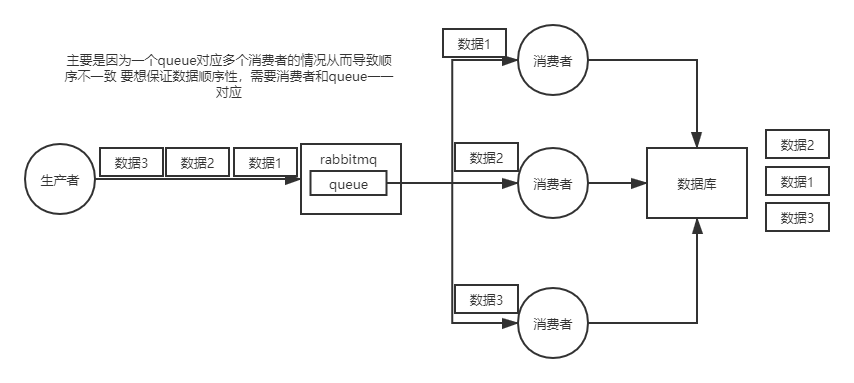 主要是因为一个queue对应多个消费者的情况从而导致顺
序不一致 要想保证数据顺序性，需要消费者和queue一一
对应
数据1
消费者
生产者
数据3
数据2
数据1
rabbitmq
queue
数据2
消费者
数据库
数据2
数据1
数据3
数据3
消费者